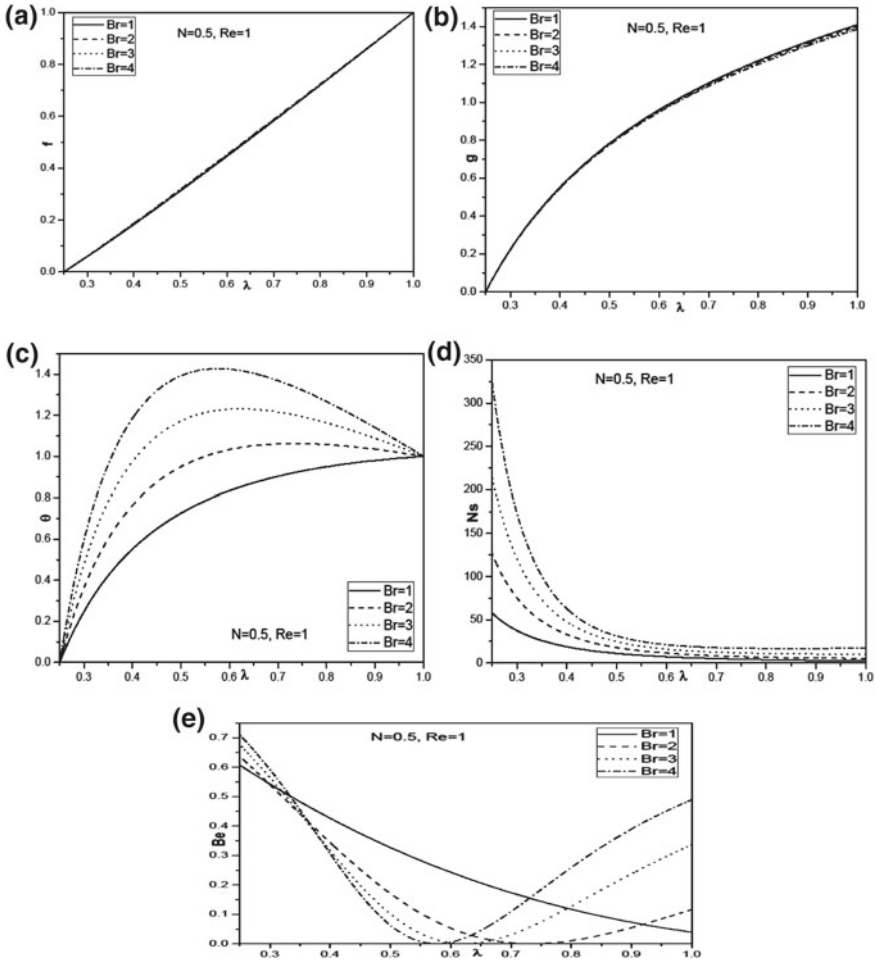 (a)
N=0.5, Re=1
Br=1
Br=2
Br=3
Br=4
f
1.0
0.8
0.6
0.4
0.2
0.0
0.3 0.4 0.5 0.6 0.7 0.8 0.9 1.0
λ
(b)
N=0.5, Re=1
Br=1
Br=2
Br=3
Br=4
g
1.4
1.2
1.0
0.8
0.6
0.4
0.2
0.0
0.3 0.4 0.5 0.6 0.7 0.8 0.9 1.0
λ
(c)
θ
1.4
1.2
1.0
0.8
0.6
0.4
0.2
0.0
Br=1
Br=2
Br=3
Br=4
N=0.5, Re=1
0.3 0.4 0.5 0.6 0.7 0.8 0.9 1.0
λ
(d)
N=0.5, Re=1
Br=1
Br=2
Br=3
Br=4
Ns
350
300
250
200
150
100
50
0
0.3 0.4 0.5 0.6 0.7 0.8 0.9 1.0
λ
(e)
N=0.5, Re=1
Br=1
Br=2
Br=3
Br=4
Be
0.7
0.6
0.5
0.4
0.3
0.2
0.1
0.0
0.3 0.4 0.5 0.6 0.7 0.8 0.9 1.0
λ